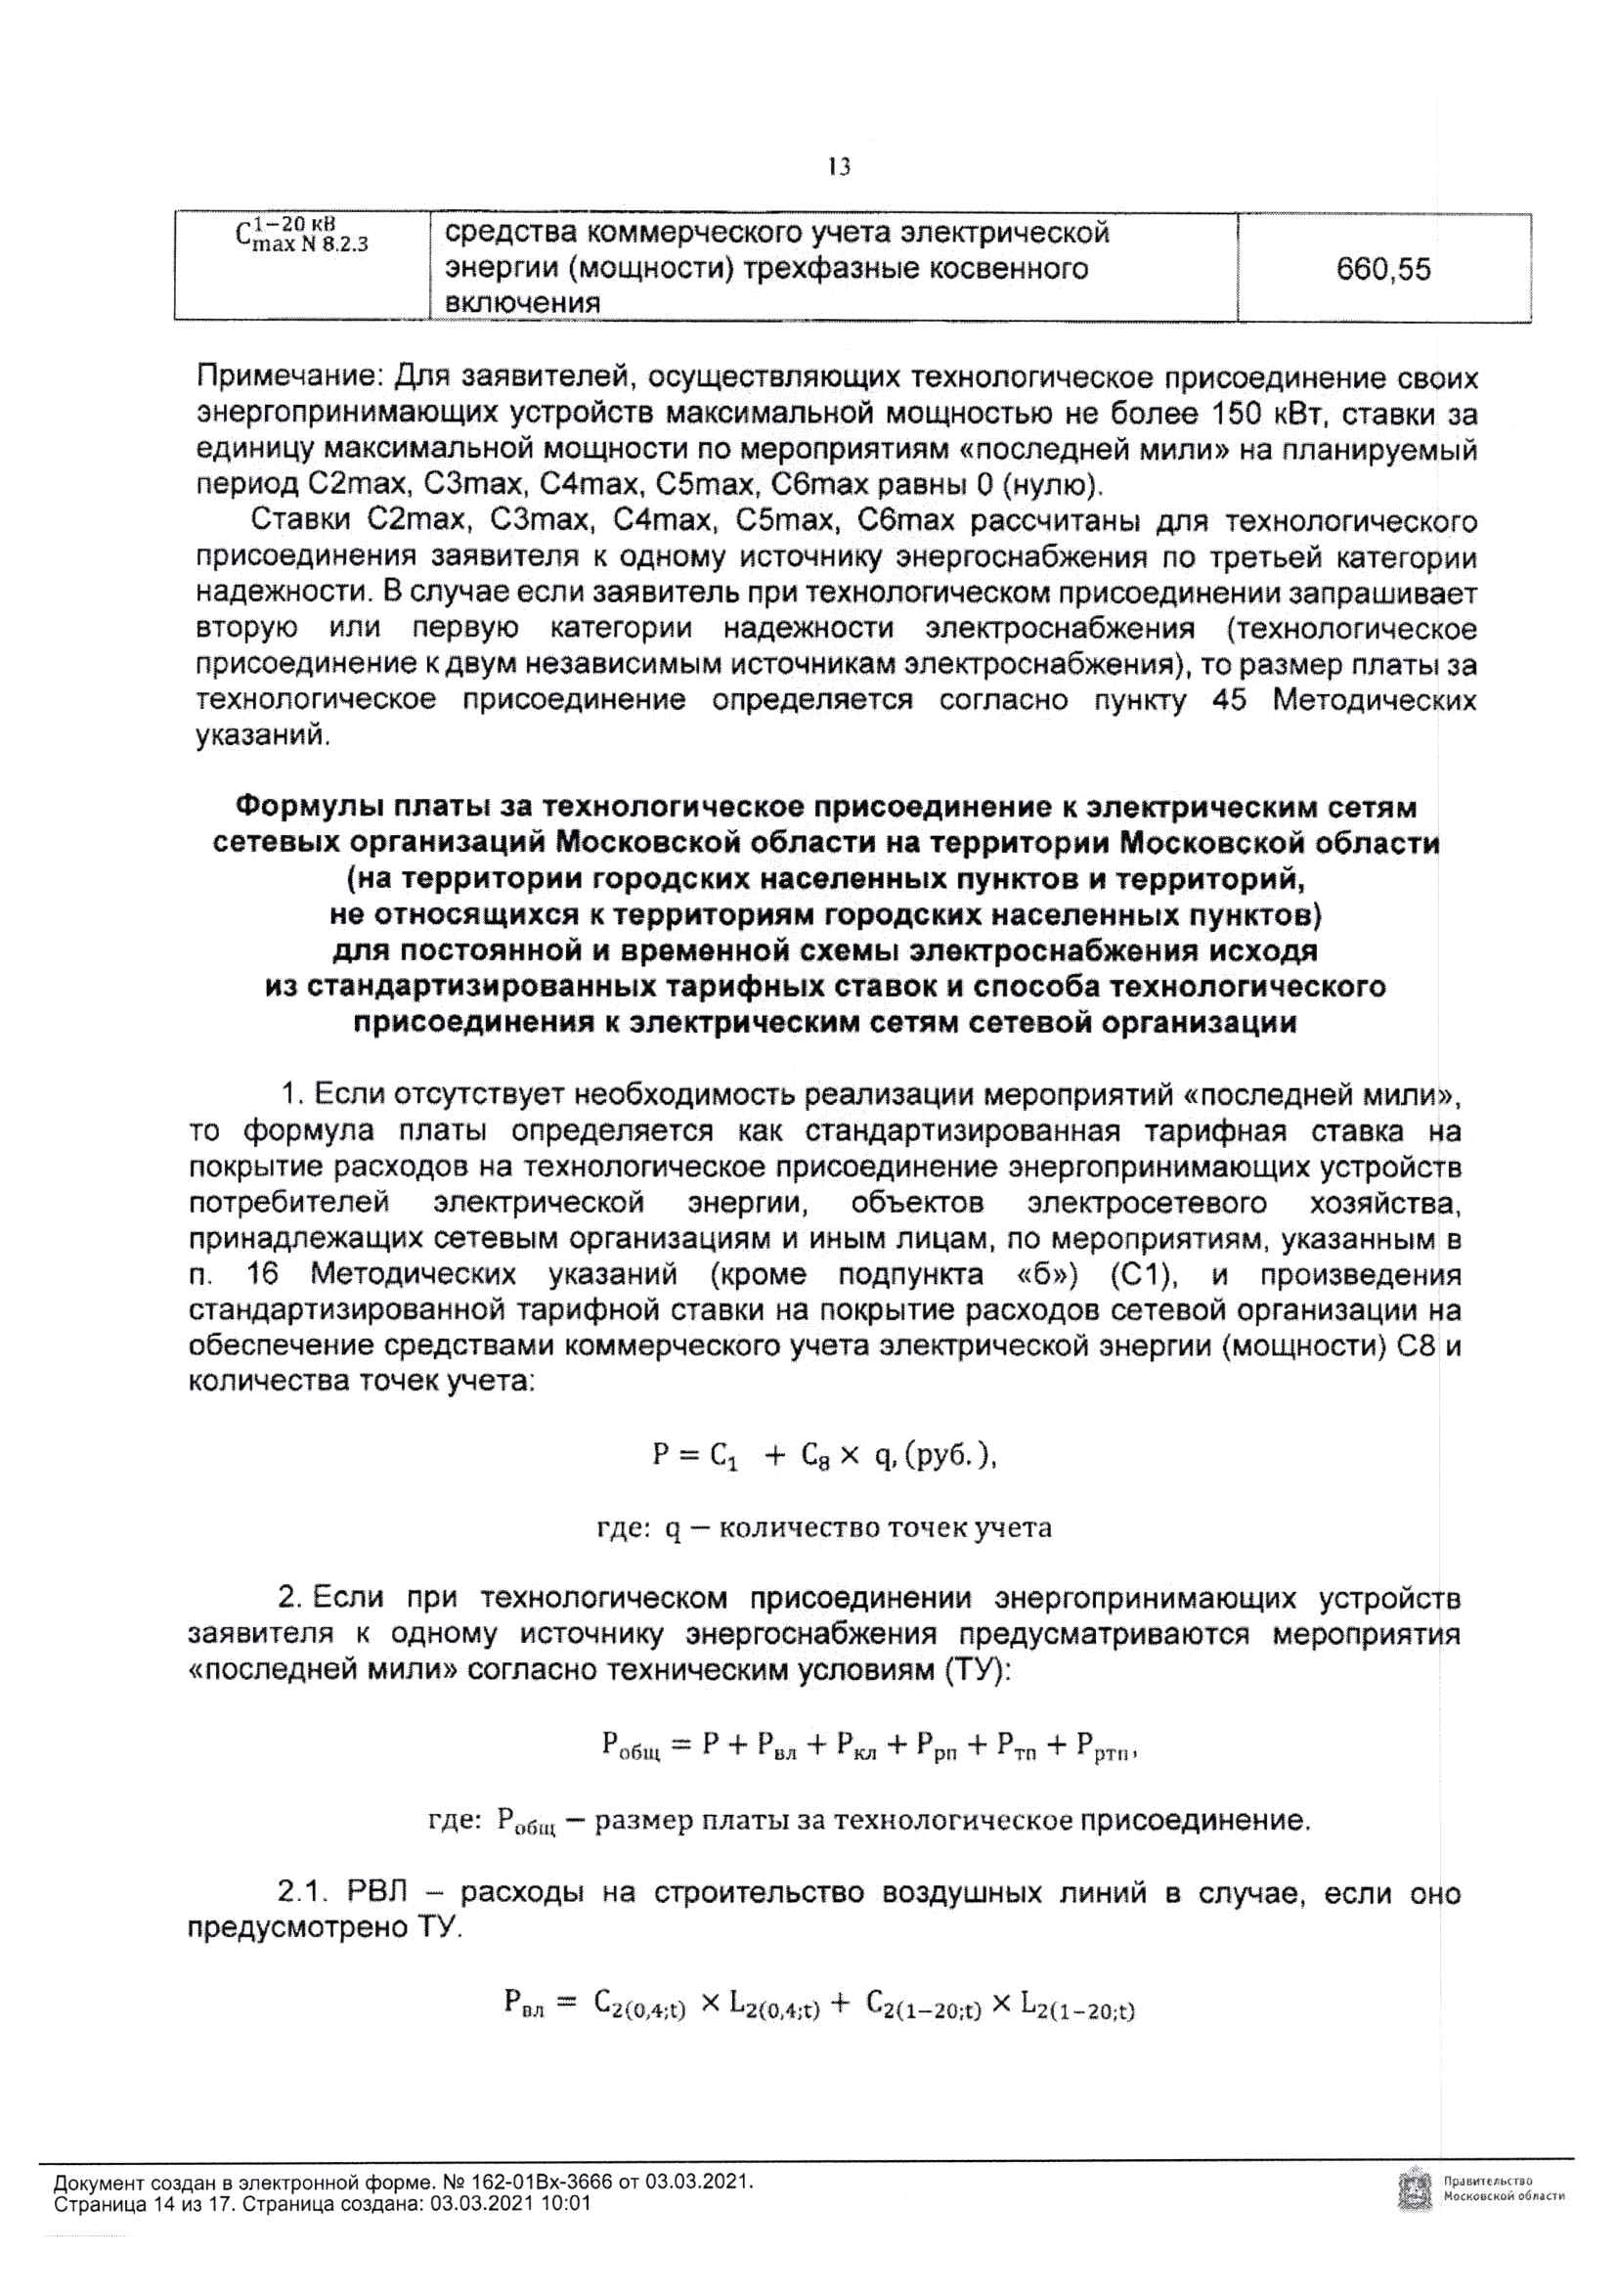 13
C 1−20 кВ max N 8.2.3
средства коммерческого учета электрической
энергии (мощности) трехфазные косвенного
включения
660,55
Примечание: Для заявителей, осуществляющих технологическое присоединение своих
энергопринимающих устройств максимальной мощностью не более 150 кВт, ставки за
единицу максимальной мощности по мероприятиям «последней мили» на планируемый
период C2max, C3max, C4max, C5max, C6max равны 0 (нулю).
Ставки C2max, C3max, C4max, C5max, C6max рассчитаны для технологического
присоединения заявителя к одному источнику энергоснабжения по третьей категории
надежности. В случае если заявитель при технологическом присоединении запрашивает
вторую или первую категории надежности электроснабжения (технологическое
присоединение к двум независимым источникам электроснабжения), то размер платы за
технологическое присоединение определяется согласно пункту 45 Методических
указаний.
Формулы платы за технологическое присоединение к электрическим сетям
сетевых организаций Московской области на территории Московской области
(на территории городских населенных пунктов и территорий,
не относящихся к территориям городских населенных пунктов)
для постоянной и временной схемы электроснабжения исходя
из стандартизированных тарифных ставок и способа технологического
присоединения к электрическим сетям сетевой организации
1. Если отсутствует необходимость реализации мероприятий «последней мили»,
то формула платы определяется как стандартизированная тарифная ставка на
покрытие расходов на технологическое присоединение энергопринимающих устройств
потребителей электрической энергии, объектов электросетевого хозяйства,
принадлежащих сетевым организациям и иным лицам, по мероприятиям, указанным в
п. 16 Методических указаний (кроме подпункта «б») (С1), и произведения
стандартизированной тарифной ставки на покрытие расходов сетевой организации на
обеспечение средствами коммерческого учета электрической энергии (мощности) С8 и
количества точек учета:
P = C₁ + C₈ × q, (руб.),
где: q − количество точек учета
2. Если при технологическом присоединении энергопринимающих устройств
заявителя к одному источнику энергоснабжения предусматриваются мероприятия
«последней мили» согласно техническим условиям (ТУ):
Pобщ = P + Pвл + Pкл + Pрп + Pтп + Pртп,
где: Pобщ − размер платы за технологическое присоединение.
2.1. РВЛ – расходы на строительство воздушных линий в случае, если оно
предусмотрено ТУ.
Pвл = C2(0,4;t) × L2(0,4;t) + C2(1−20;t) × L2(1−20;t)
Документ создан в электронной форме. № 162-01Вх-3666 от 03.03.2021.
Страница 14 из 17. Страница создана: 03.03.2021 10:01
Правительство
Московской области